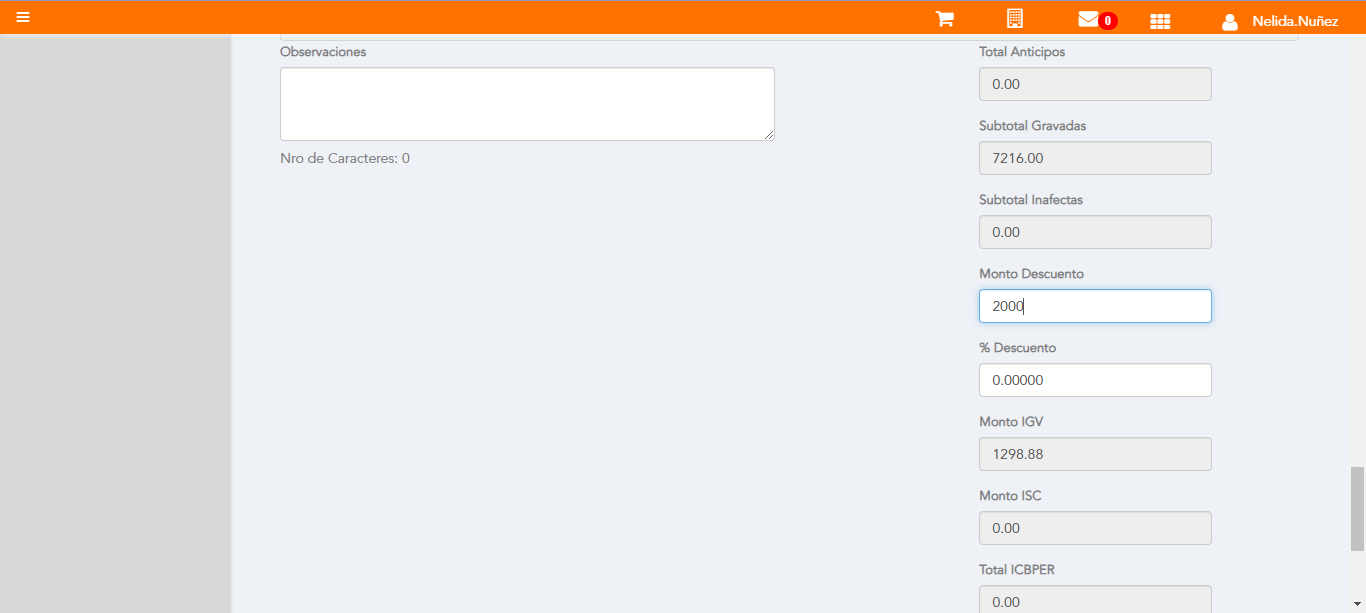 0
Nelida.Nuñez
Observaciones
Nro de Caracteres: 0
Total Anticipos
0.00
Subtotal Gravadas
7216.00
Subtotal Inafectas
0.00
Monto Descuento
2000
% Descuento
0.00000
Monto IGV
1298.88
Monto ISC
0.00
Total ICBPER
0.00